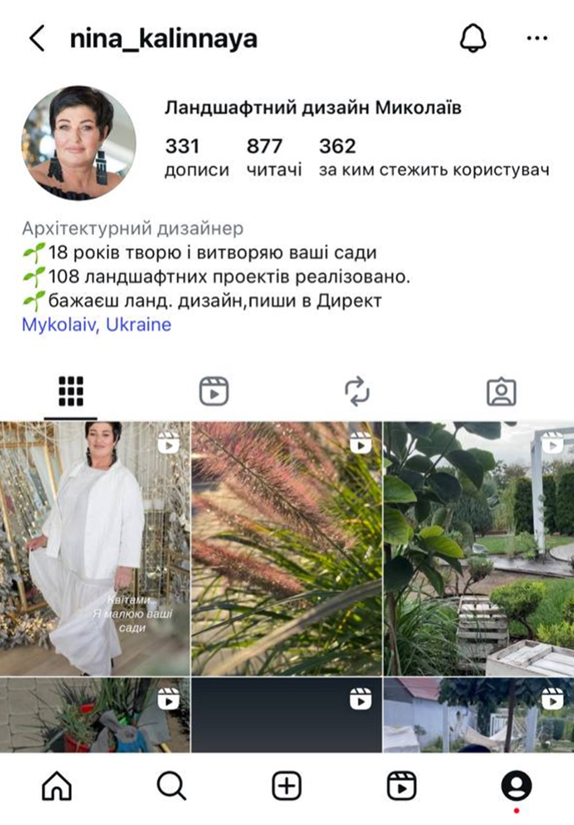 nina_kalinnaya
Ландшафтний дизайн Миколаїв
331 877 362
дописи читачі за ким стежить користувач
Архітектурний дизайнер
🌱18 років творю і витворяю ваші сади
🌱108 ландшафтних проектів реалізовано.
🌱бажаєш ланд. дизайн,пиши в Директ
Mykolaiv, Ukraine
Квітами...
Я малюю ваші
сади